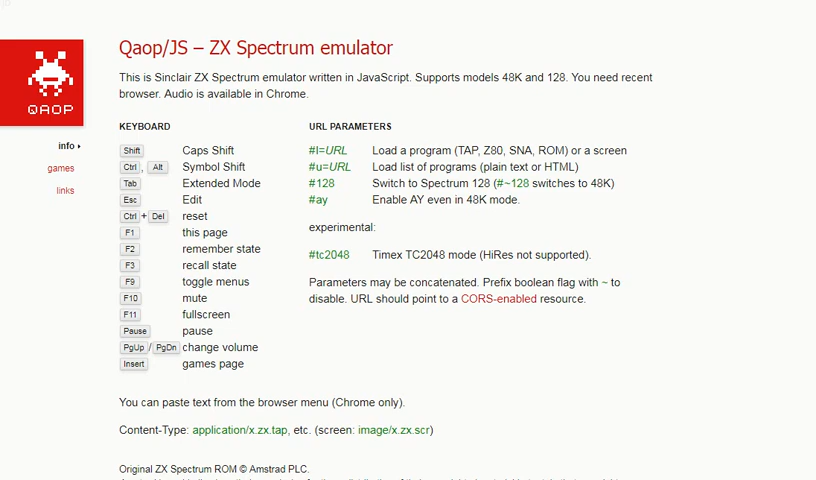 Qaop/JS – ZX Spectrum emulator
This is Sinclair ZX Spectrum emulator written in JavaScript. Supports models 48K and 128. You need recent
browser. Audio is available in Chrome.
QAOP
info
games
links
KEYBOARD
Shift Caps Shift
Ctrl, Alt Symbol Shift
Tab Extended Mode
Esc Edit
Ctrl + Del reset
F1 this page
F2 remember state
F3 recall state
F9 toggle menus
F10 mute
F11 fullscreen
Pause pause
PgUp / PgDn change volume
Insert games page
URL PARAMETERS
#l=URL Load a program (TAP, Z80, SNA, ROM) or a screen
#u=URL Load list of programs (plain text or HTML)
#128 Switch to Spectrum 128 (#~128 switches to 48K)
#ay Enable AY even in 48K mode.
experimental:
#tc2048 Timex TC2048 mode (HiRes not supported).
Parameters may be concatenated. Prefix boolean flag with ~ to
disable. URL should point to a CORS-enabled resource.
You can paste text from the browser menu (Chrome only).
Content-Type: application/x.zx.tap, etc. (screen: image/x.zx.scr)
Original ZX Spectrum ROM © Amstrad PLC.